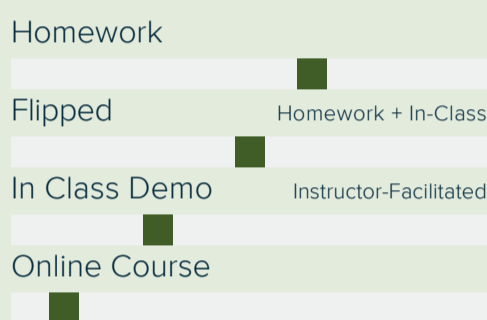 Homework
Flipped Homework + In-Class
In Class Demo Instructor-Facilitated
Online Course